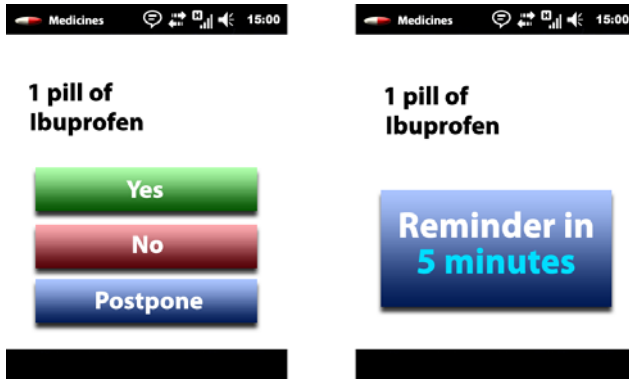 Medicines 15:00
1 pill of
Ibuprofen
Yes
No
Postpone
Medicines 15:00
1 pill of
Ibuprofen
Reminder in
5 minutes